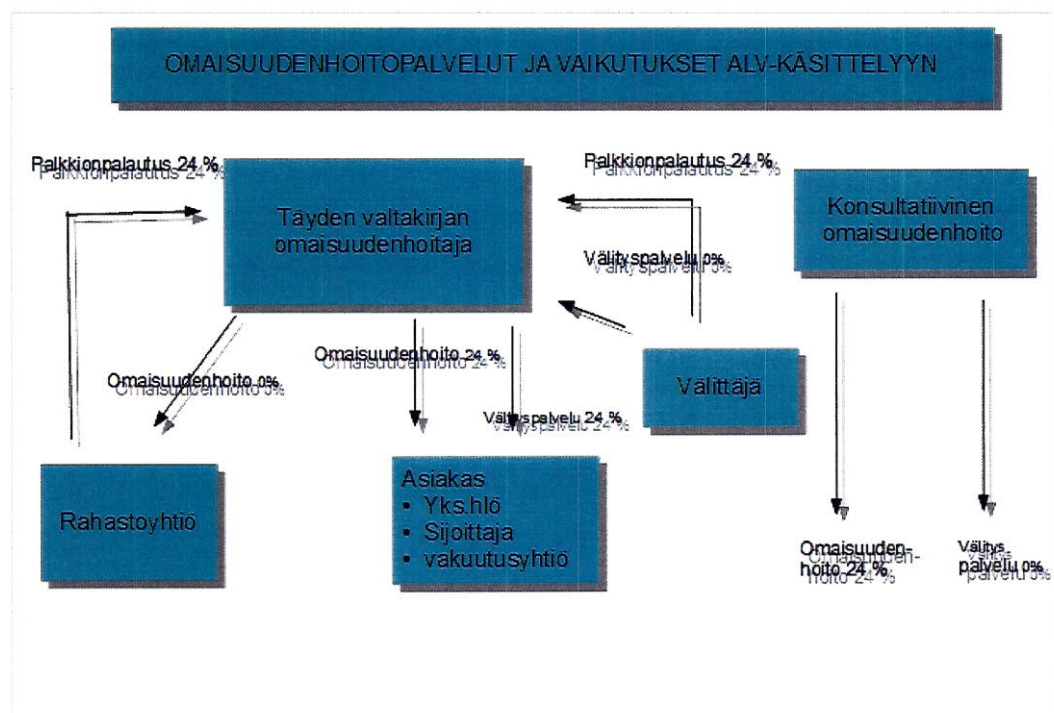 OMAISUUDENHOITOPALVELUT JA VAIKUTUKSET ALV-KÄSITTELYYN
Palkkionpalautus 24 %
Täyden valtakirjan
omaisuudenhoitaja
Palkkionpalautus 24 %
Konsultatiivinen
omaisuudenhoito
Välityspalvelu 0%
Omaisuudenhoito 0%
Omaisuudenhoito 24 %
Välityspalvelu 24 %
Välittäjä
Rahastoyhtiö
Asiakas
• Yks.hlö
• Sijoittaja
• vakuutusyhtiö
Omaisuuden-
hoito 24 %
Välitys
palvelu 0%